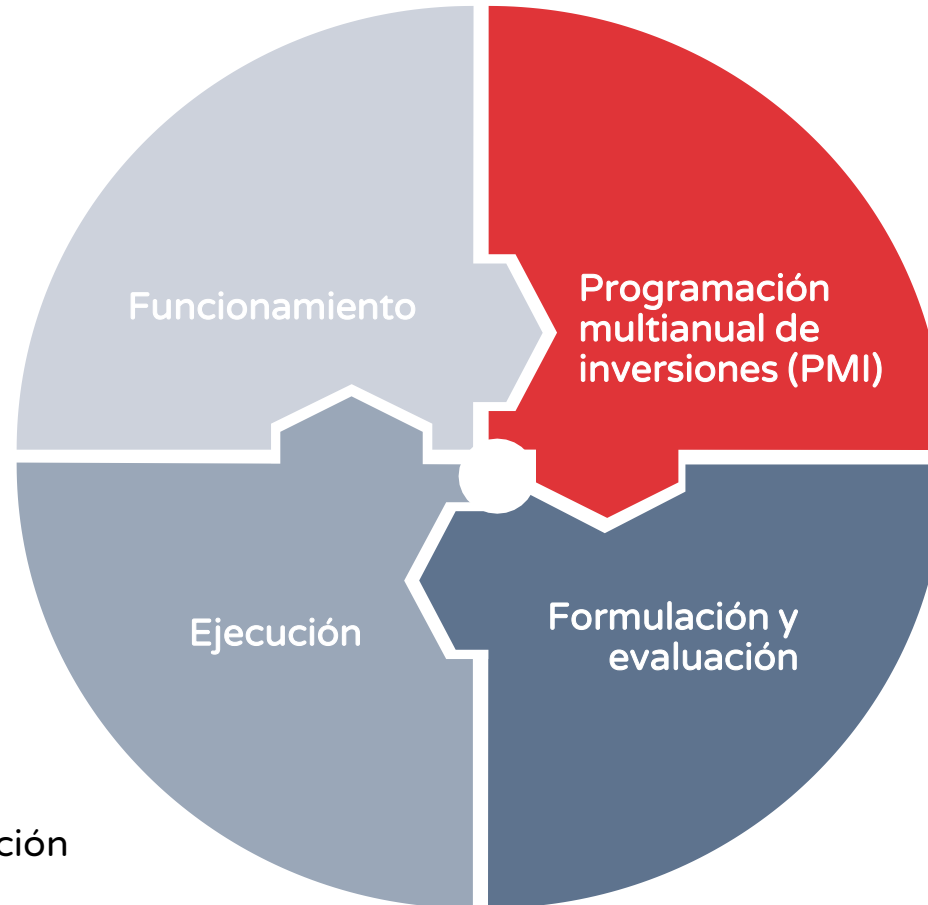 Funcionamiento
Programación
multianual de
inversiones (PMI)
Ejecución
Formulación y
evaluación
ción